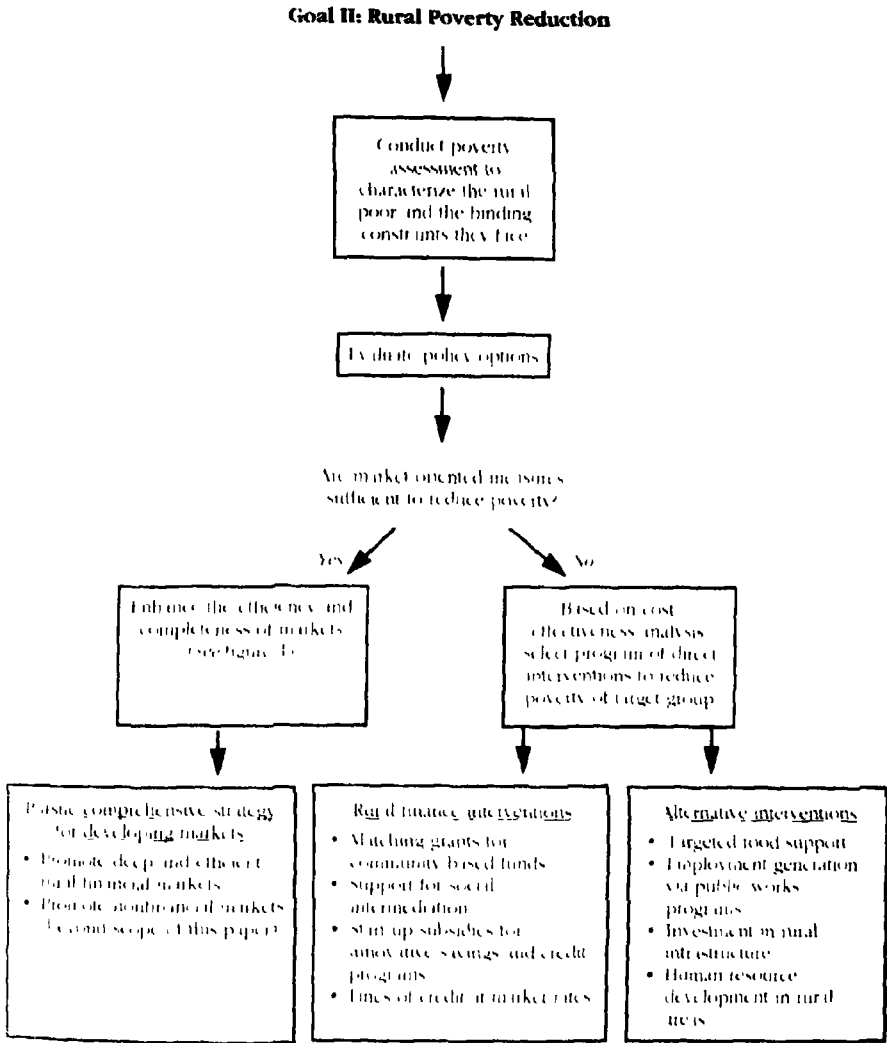 Goal II: Rural Poverty Reduction
Conduct poverty
assessment to
characterize the rural
poor and the binding
constraints they face
Evaluate policy options
Are market oriented measures
sufficient to reduce poverty?
Yes
No
Enhance the efficiency and
completeness of markets
(see figure 1)
Based on cost
effectiveness analysis
select program of direct
interventions to reduce
poverty of target group
comprehensive strategy
for developing markets
• Promote deep and efficient
rural financial markets
• Promote nonfinancial markets
beyond scope of this paper)
Rural finance interventions
• Matching grants for
community based funds
• Support for social
intermediation
• Start up subsidies for
innovative savings and credit
programs
• Lines of credit at market rates
Alternative interventions
• Targeted food support
• Employment generation
via public works
programs
• Investment in rural
infrastructure
• Human resource
development in rural
areas